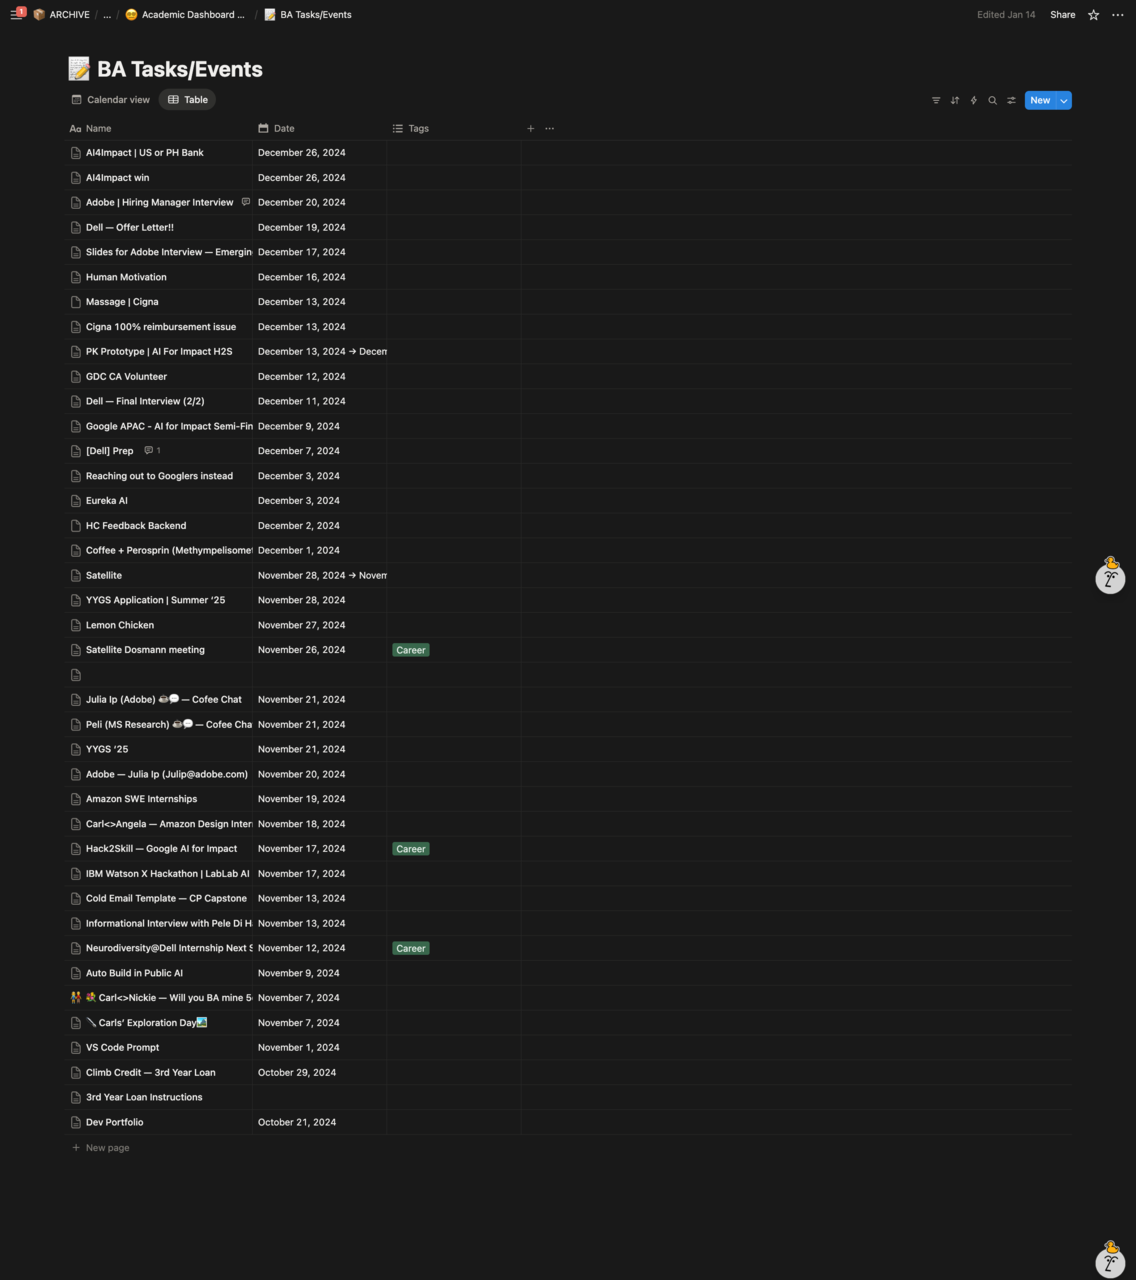 1
ARCHIVE / ... / Academic Dashboard ... / BA Tasks/Events
Edited Jan 14 Share
BA Tasks/Events
Calendar view Table
New
Aa Name Date Tags
AI4Impact | US or PH Bank December 26, 2024
AI4Impact win December 26, 2024
Adobe | Hiring Manager Interview December 20, 2024
Dell — Offer Letter!! December 19, 2024
Slides for Adobe Interview — Emergin December 17, 2024
Human Motivation December 16, 2024
Massage | Cigna December 13, 2024
Cigna 100% reimbursement issue December 13, 2024
PK Prototype | AI For Impact H2S December 13, 2024 → Decem
GDC CA Volunteer December 12, 2024
Dell — Final Interview (2/2) December 11, 2024
Google APAC - AI for Impact Semi-Fin December 9, 2024
[Dell] Prep 1 December 7, 2024
Reaching out to Googlers instead December 3, 2024
Eureka AI December 3, 2024
HC Feedback Backend December 2, 2024
Coffee + Perosprin (Methympelisomet December 1, 2024
Satellite November 28, 2024 → Novem
YYGS Application | Summer ‘25 November 28, 2024
Lemon Chicken November 27, 2024
Satellite Dosmann meeting November 26, 2024 Career
Julia Ip (Adobe) ☕💬 — Cofee Chat November 21, 2024
Peli (MS Research) ☕💬 — Cofee Cha November 21, 2024
YYGS ‘25 November 21, 2024
Adobe — Julia Ip (Julip@adobe.com) November 20, 2024
Amazon SWE Internships November 19, 2024
Carl<>Angela — Amazon Design Inter November 18, 2024
Hack2Skill — Google AI for Impact November 17, 2024 Career
IBM Watson X Hackathon | LabLab AI November 17, 2024
Cold Email Template — CP Capstone November 13, 2024
Informational Interview with Pele Di H November 13, 2024
Neurodiversity@Dell Internship Next S November 12, 2024 Career
Auto Build in Public AI November 9, 2024
Carl<>Nickie — Will you BA mine 5 November 7, 2024
Carls’ Exploration Day November 7, 2024
VS Code Prompt November 1, 2024
Climb Credit — 3rd Year Loan October 29, 2024
3rd Year Loan Instructions
Dev Portfolio October 21, 2024
+ New page